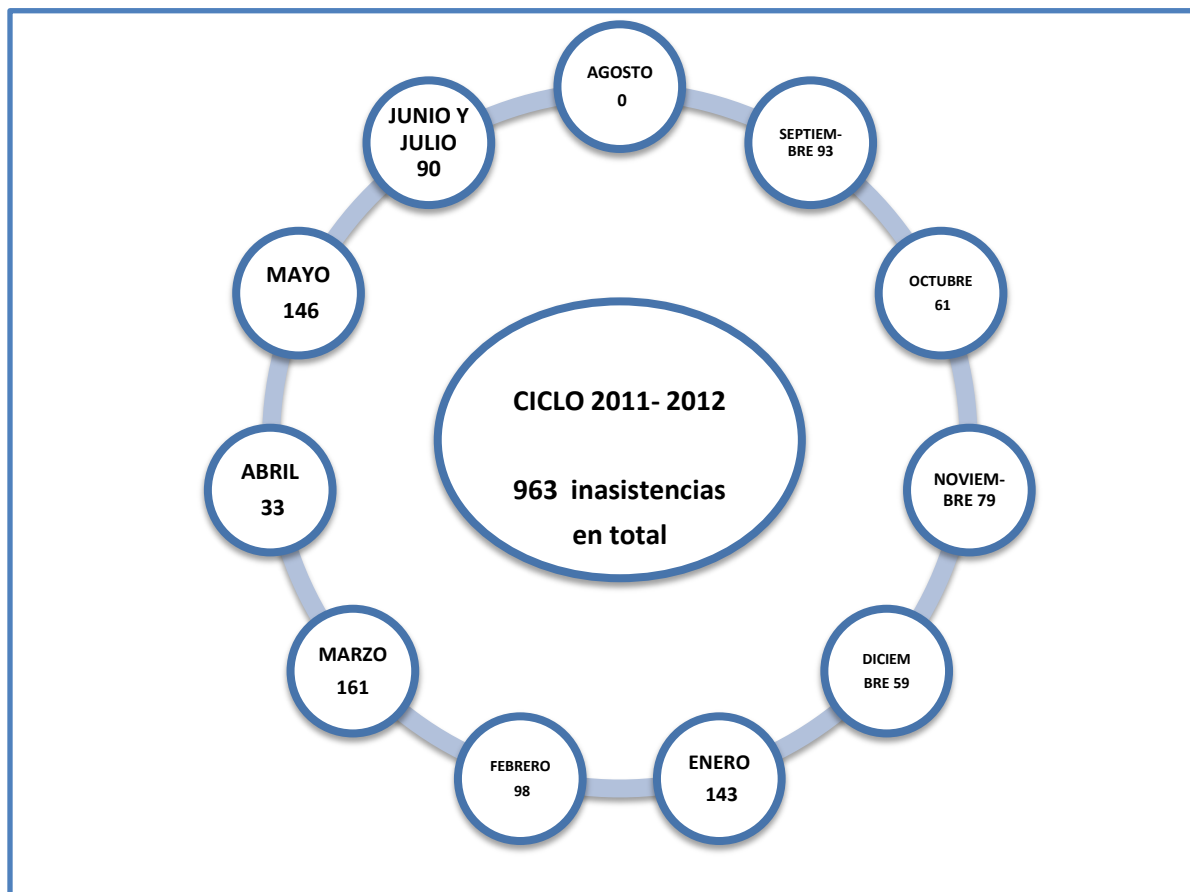 AGOSTO
0
SEPTIEM-
BRE 93
OCTUBRE
61
NOVIEM-
BRE 79
DICIEM
BRE 59
ENERO
143
FEBRERO
98
MARZO
161
ABRIL
33
MAYO
146
JUNIO Y
JULIO
90
CICLO 2011- 2012
963 inasistencias
en total